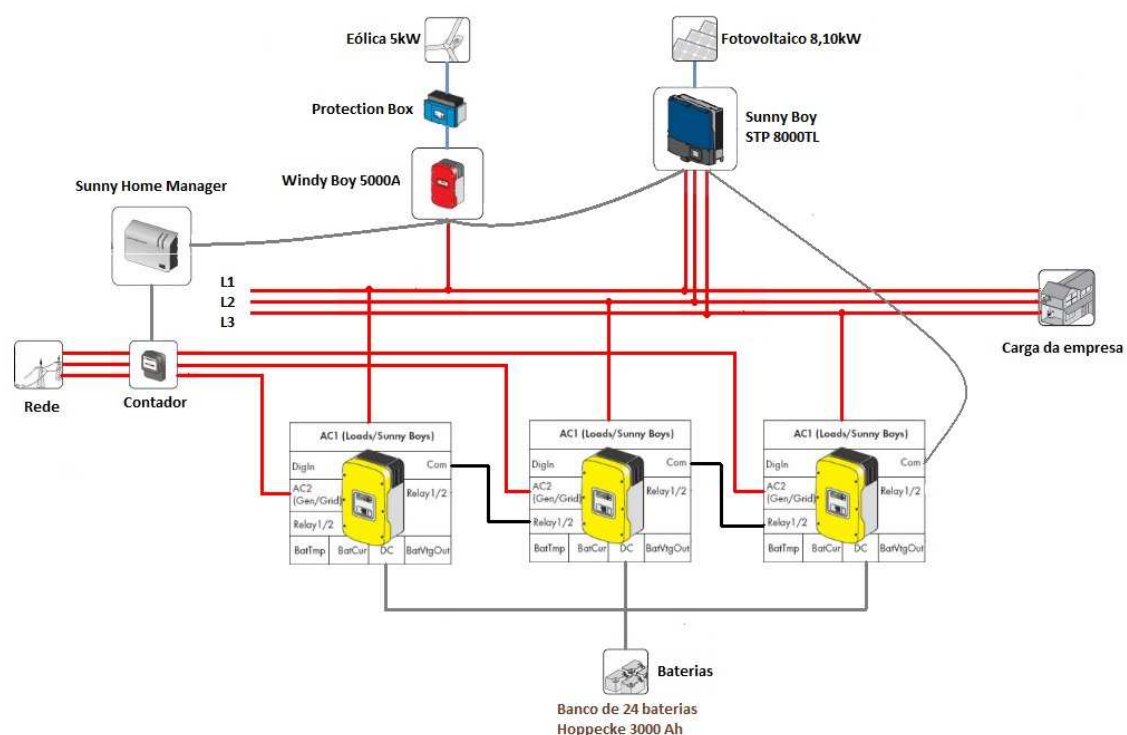 Eólica 5kW
Fotovoltaico 8,10kW
Protection Box
Sunny Boy
STP 8000TL
Windy Boy 5000A
Sunny Home Manager
L1
L2
L3
Carga da empresa
Rede
Contador
AC1 (Loads/Sunny Boys)
DigIn
Com
AC2
(Gen/Grid)
Relay1/2
Relay1/2
BatTmp
BatCur
DC
BatVtgOut
AC1 (Loads/Sunny Boys)
DigIn
Com
AC2
(Gen/Grid)
Relay1/2
Relay1/2
BatTmp
BatCur
DC
BatVtgOut
AC1 (Loads/Sunny Boys)
DigIn
Com
AC2
(Gen/Grid)
Relay1/2
Relay1/2
BatTmp
BatCur
DC
BatVtgOut
Baterias
Banco de 24 baterias
Hoppecke 3000 Ah